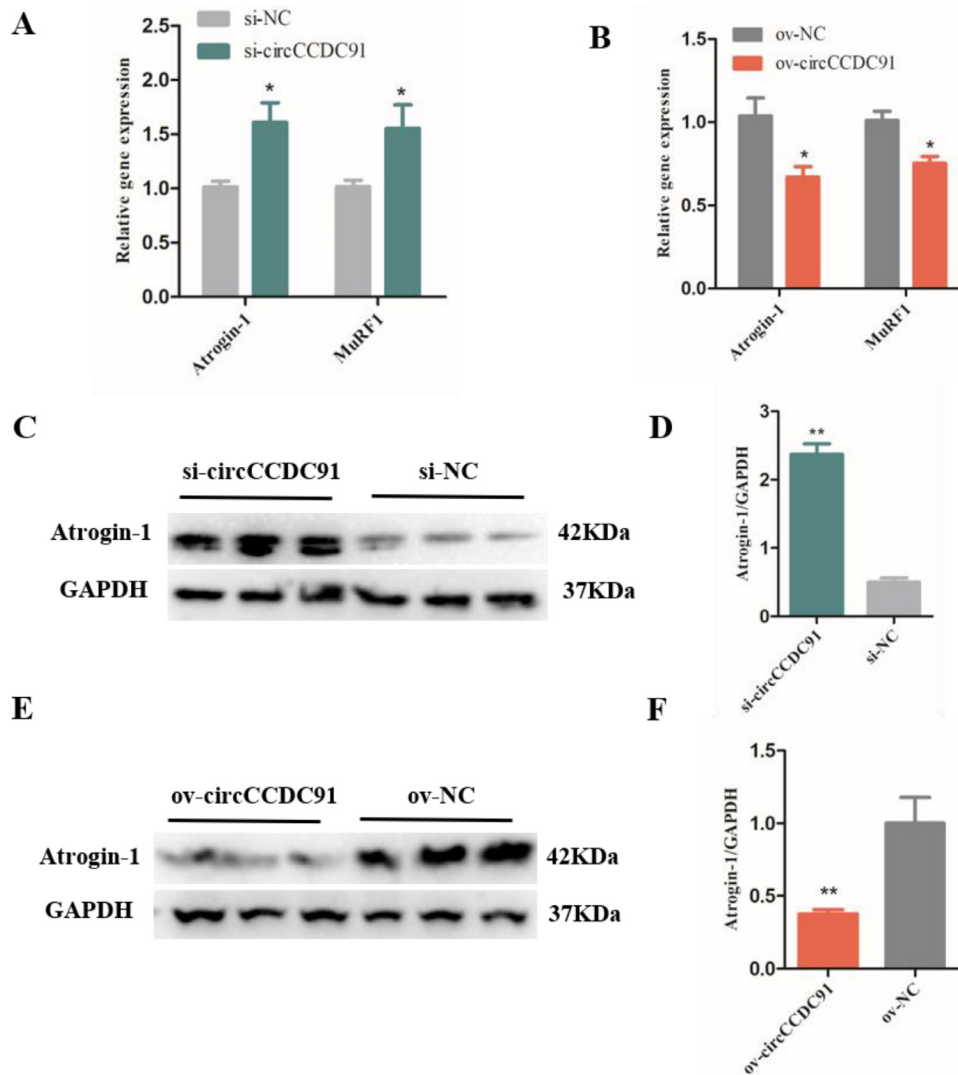 A
si-NC
si-circCCDC91
Relative gene expression
2.5
2.0
1.5
1.0
0.5
0.0
*
*
Atrogin-1
MuRF1
B
ov-NC
ov-circCCDC91
Relative gene expression
1.5
1.0
0.5
0.0
*
*
Atrogin-1
MuRF1
C
si-circCCDC91 si-NC
Atrogin-1 42KDa
GAPDH 37KDa
D
Atrogin-1/GAPDH
3
2
1
0
**
si-circCCDC91
si-NC
E
ov-circCCDC91 ov-NC
Atrogin-1 42KDa
GAPDH 37KDa
F
Atrogin-1/GAPDH
1.5
1.0
0.5
0.0
**
ov-circCCDC91
ov-NC